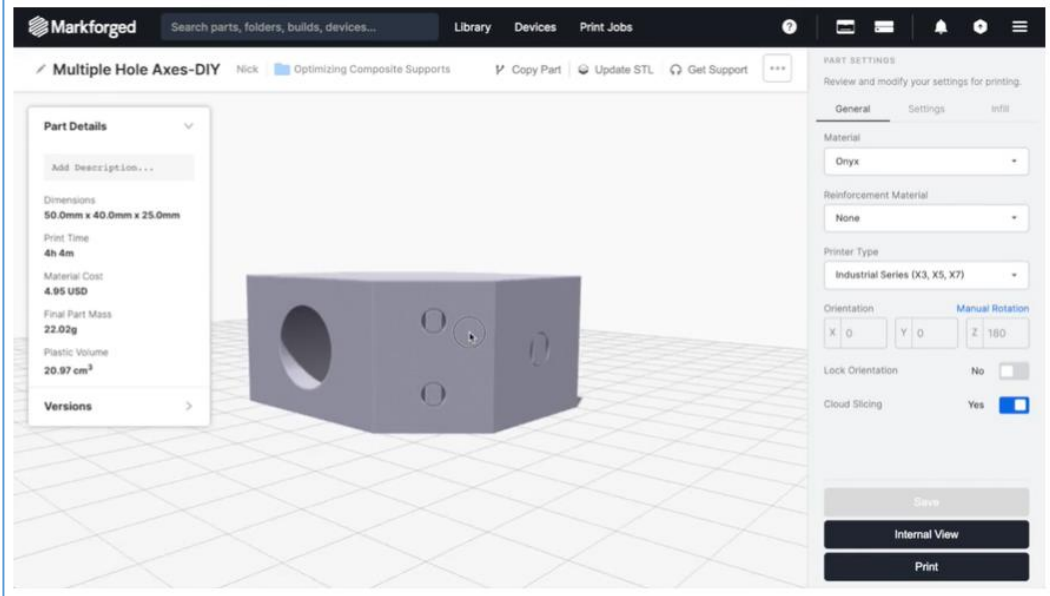 Markforged
Search parts, folders, builds, devices...
Library
Devices
Print Jobs
?
Multiple Hole Axes-DIY
Nick
Optimizing Composite Supports
Copy Part
Update STL
Get Support
Part Details
Add Description...
Dimensions
50.0mm x 40.0mm x 25.0mm
Print Time
4h 4m
Material Cost
4.95 USD
Final Part Mass
22.02g
Plastic Volume
20.97 cm³
Versions
PART SETTINGS
Review and modify your settings for printing.
General
Settings
Infill
Material
Onyx
Reinforcement Material
None
Printer Type
Industrial Series (X3, X5, X7)
Orientation
Manual Rotation
X 0
Y 0
Z 180
Lock Orientation
No
Cloud Slicing
Yes
Save
Internal View
Print